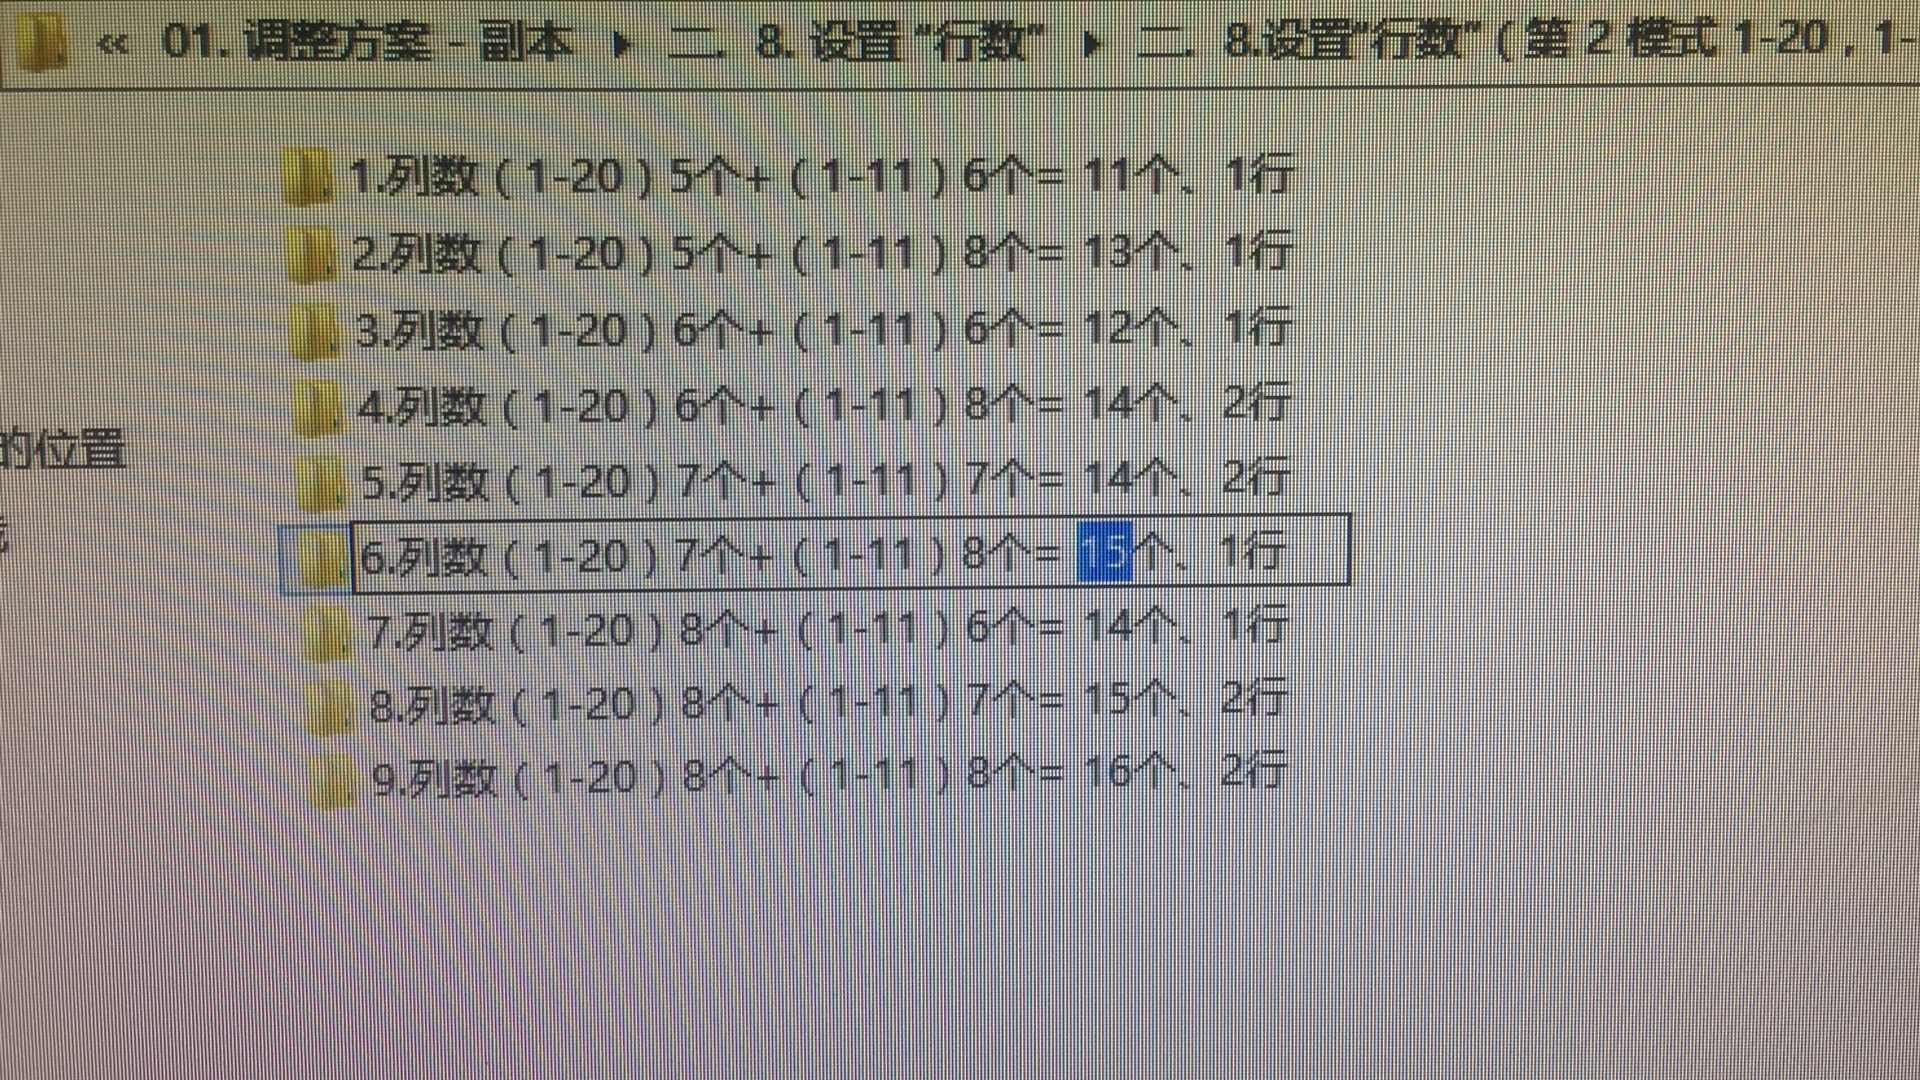 « 01. 调整方案 - 副本 ▸ 二. 8. 设置 “行数” ▸ 二. 8.设置“行数” ( 第 2 模式 1-20 , 1-
1.列数 ( 1-20 ) 5个+ ( 1-11 ) 6个= 11个、1行
2.列数 ( 1-20 ) 5个+ ( 1-11 ) 8个= 13个、1行
3.列数 ( 1-20 ) 6个+ ( 1-11 ) 6个= 12个、1行
4.列数 ( 1-20 ) 6个+ ( 1-11 ) 8个= 14个、2行
的位置
5.列数 ( 1-20 ) 7个+ ( 1-11 ) 7个= 14个、2行
6.列数 ( 1-20 ) 7个+ ( 1-11 ) 8个= 15个、1行
7.列数 ( 1-20 ) 8个+ ( 1-11 ) 6个= 14个、1行
8.列数 ( 1-20 ) 8个+ ( 1-11 ) 7个= 15个、2行
9.列数 ( 1-20 ) 8个+ ( 1-11 ) 8个= 16个、2行